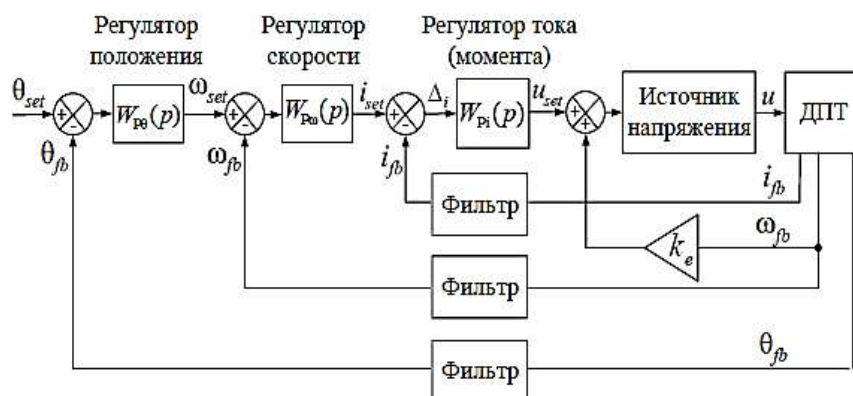 Регулятор положения
Регулятор скорости
Регулятор тока (момента)
θset
+
-
WPθ(p)
ωset
+
-
WPω(p)
iset
+
-
Δi
WPi(p)
uset
+
+
Источник напряжения
u
ДПТ
θfb
ωfb
ifb
Фильтр
ifb
ke
ωfb
Фильтр
Фильтр
θfb